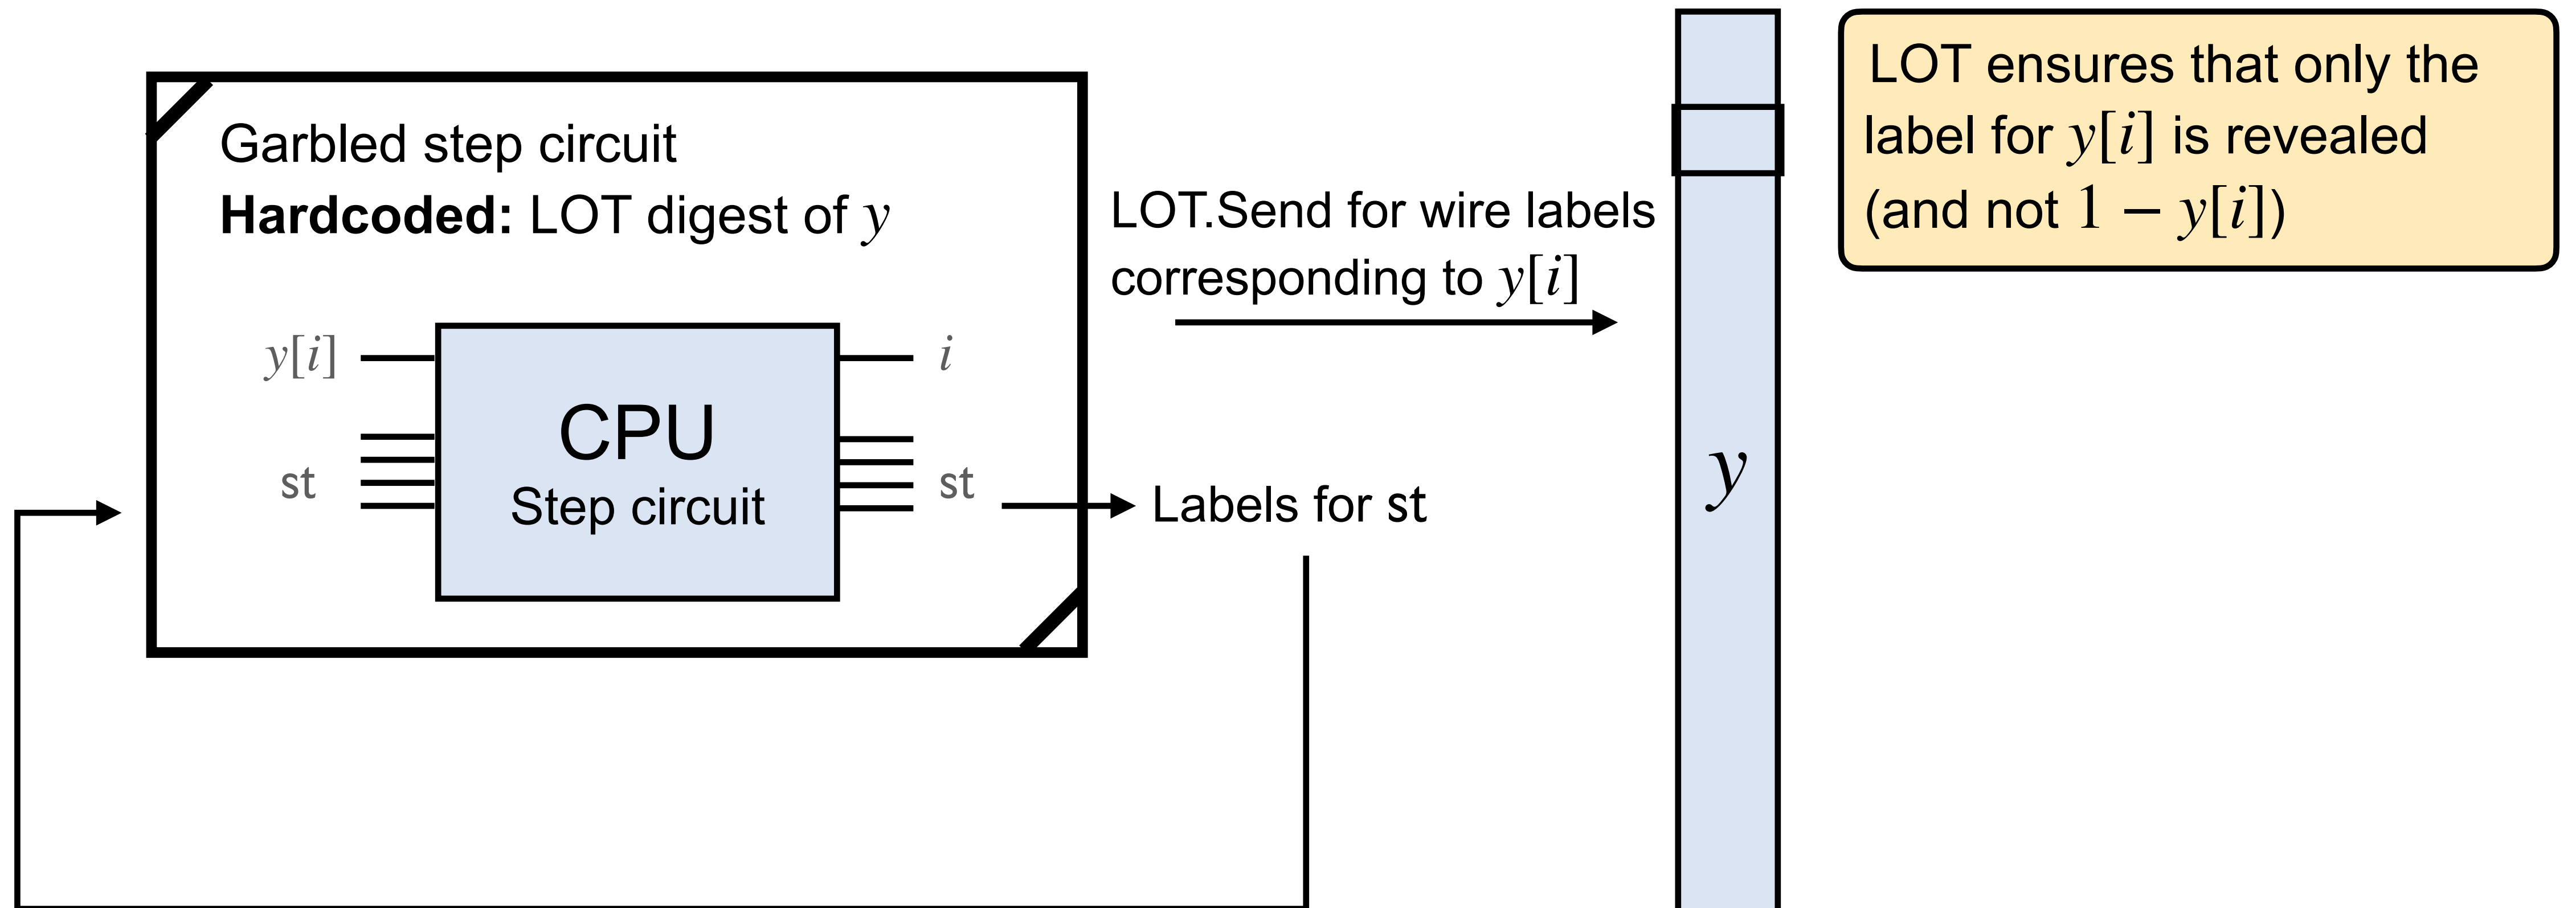 Garbled step circuit
Hardcoded: LOT digest of y
y[i]
i
CPU
Step circuit
st
st
LOT.Send for wire labels
corresponding to y[i]
Labels for st
y
LOT ensures that only the
label for y[i] is revealed
(and not 1 − y[i])